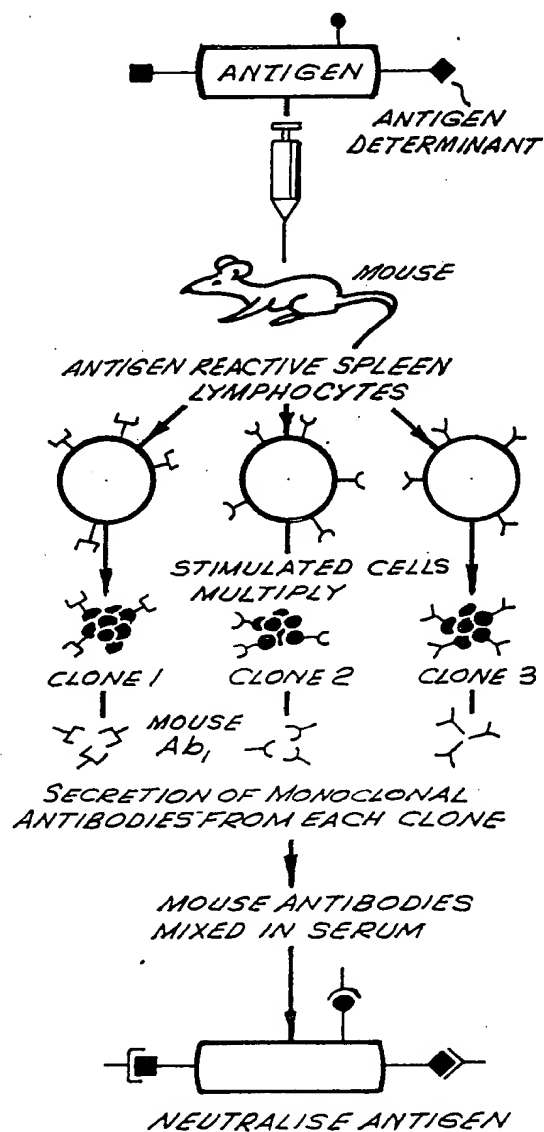 ANTIGEN
ANTIGEN
DETERMINANT
MOUSE
ANTIGEN REACTIVE SPLEEN
LYMPHOCYTES
STIMULATED CELLS
MULTIPLY
CLONE 1
CLONE 2
CLONE 3
MOUSE
Ab₁
SECRETION OF MONOCLONAL
ANTIBODIES FROM EACH CLONE
MOUSE ANTIBODIES
MIXED IN SERUM
NEUTRALISE ANTIGEN